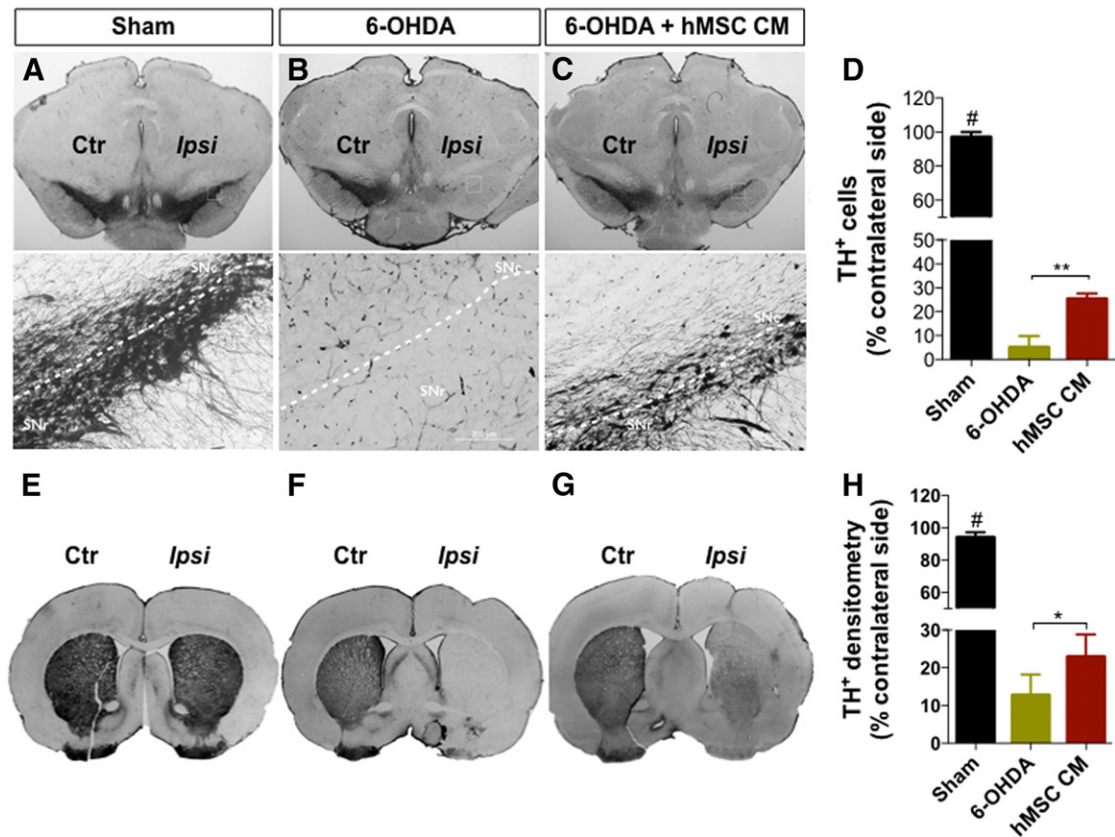 Sham
6-OHDA
6-OHDA + hMSC CM
A
B
C
D
Ctr
Ipsi
Ctr
Ipsi
Ctr
Ipsi
SNc
SNr
SNc
SNr
200 µm
SNc
SNr
TH+ cells
(% contralateral side)
120
100
80
60
50
40
30
20
10
0
#
**
Sham
6-OHDA
hMSC CM
E
F
G
H
Ctr
Ipsi
Ctr
Ipsi
Ctr
Ipsi
TH+ densitometry
(% contralateral side)
120
100
80
60
30
20
10
0
#
*
Sham
6-OHDA
hMSC CM